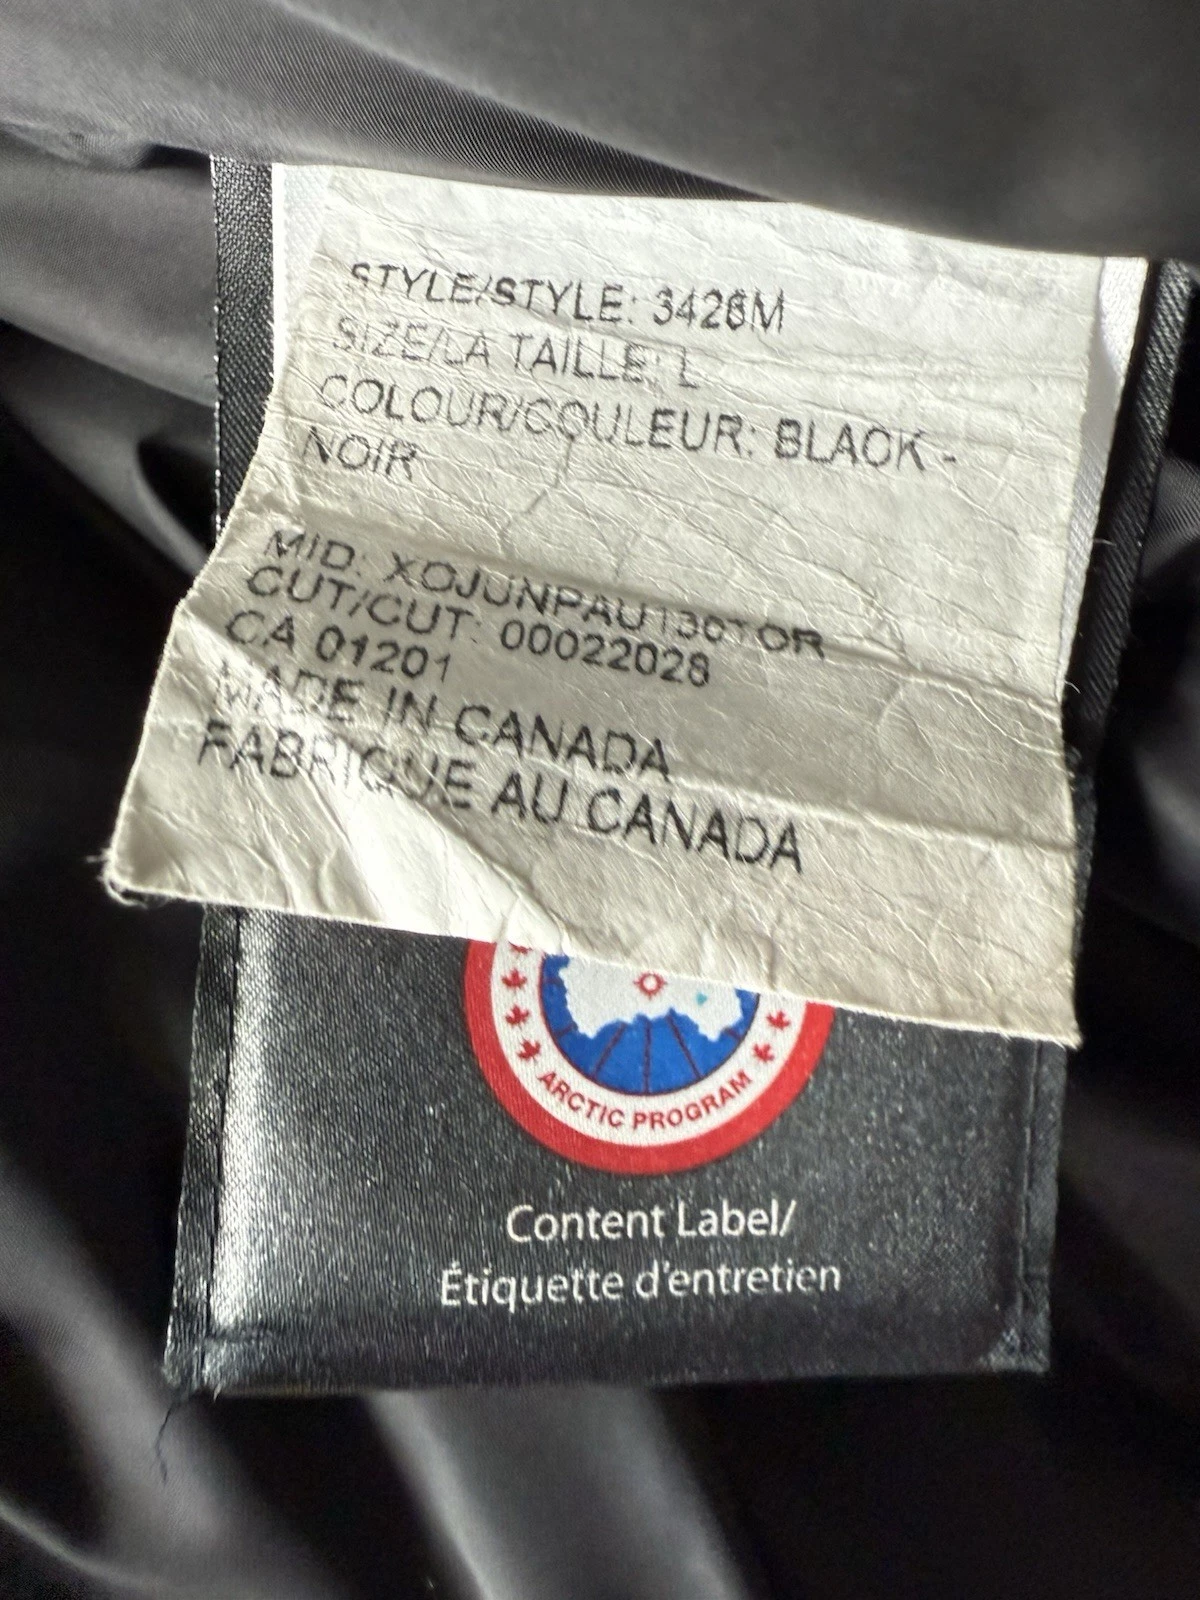 STYLE/STYLE: 3426M
SIZE/LA TAILLE: L
COLOUR/COULEUR: BLACK -
NOIR
MID: XOJUNPAU130TOR
CUT/CUT: 00022028
CA 01201
MADE IN CANADA
FABRIQUE AU CANADA
ARCTIC PROGRAM
Content Label/
Étiquette d'entretien